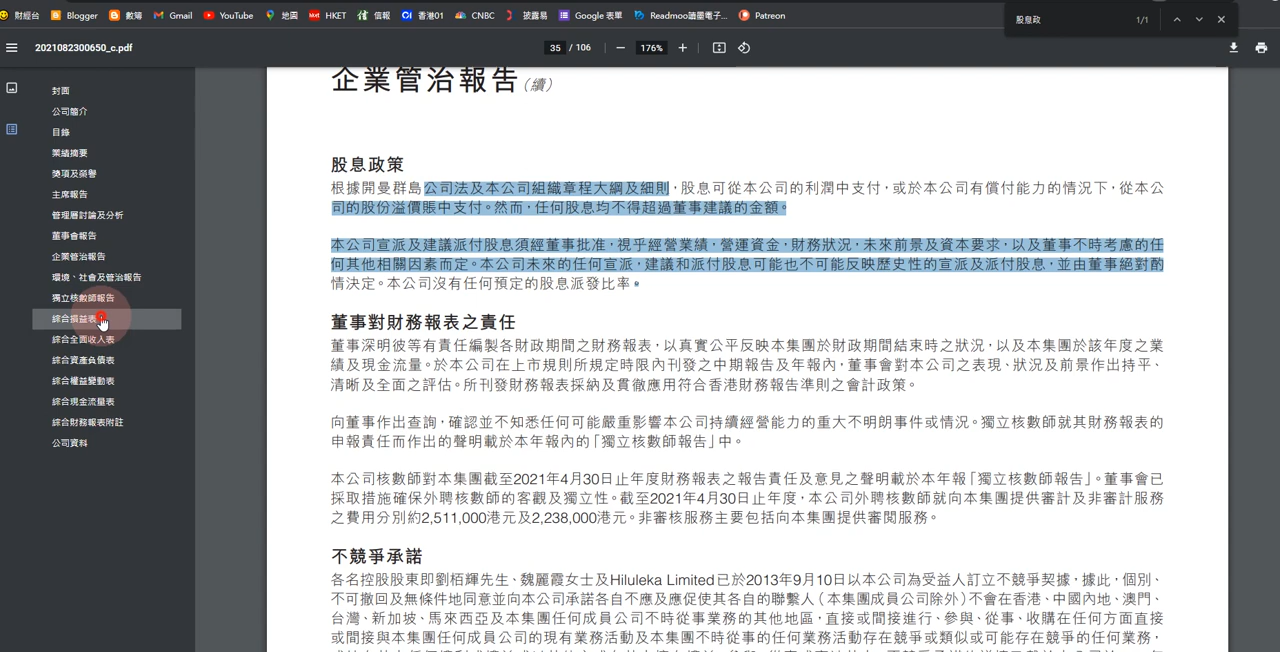 財經台 Blogger 數簿 Gmail YouTube 地圖 HKET 信報 香港01 CNBC 披露易 Google 表單 Readmoo讀墨電子... Patreon
股息政 1/1
2021082300650_c.pdf 35 / 106 176%
封面
公司簡介
目錄
業績摘要
獎項及榮譽
主席報告
管理層討論及分析
董事會報告
企業管治報告
環境、社會及管治報告
獨立核數師報告
綜合損益表
綜合全面收入表
綜合資產負債表
綜合權益變動表
綜合現金流量表
綜合財務報表附註
公司資料
企業管治報告(續)
股息政策
根據開曼群島公司法及本公司組織章程大綱及細則,股息可從本公司的利潤中支付,或於本公司有償付能力的情況下,從本公
司的股份溢價賬中支付。然而,任何股息均不得超過董事建議的金額。
本公司宣派及建議派付股息須經董事批准,視乎經營業績,營運資金,財務狀況,未來前景及資本要求,以及董事不時考慮的任
何其他相關因素而定。本公司未來的任何宣派,建議和派付股息可能也不可能反映歷史性的宣派及派付股息,並由董事絕對酌
情決定。本公司沒有任何預定的股息派發比率。
董事對財務報表之責任
董事深明彼等有責任編製各財政期間之財務報表,以真實公平反映本集團於財政期間結束時之狀況,以及本集團於該年度之業
績及現金流量。於本公司在上市規則所規定時限內刊發之中期報告及年報內,董事會對本公司之表現、狀況及前景作出持平、
清晰及全面之評估。所刊發財務報表採納及貫徹應用符合香港財務報告準則之會計政策。
向董事作出查詢,確認並不知悉任何可能嚴重影響本公司持續經營能力的重大不明朗事件或情況。獨立核數師就其財務報表的
申報責任而作出的聲明載於本年報內的「獨立核數師報告」中。
本公司核數師對本集團截至2021年4月30日止年度財務報表之報告責任及意見之聲明載於本年報「獨立核數師報告」。董事會已
採取措施確保外聘核數師的客觀及獨立性。截至2021年4月30日止年度,本公司外聘核數師就向本集團提供審計及非審計服務
之費用分別約2,511,000港元及2,238,000港元。非審核服務主要包括向本集團提供審閱服務。
不競爭承諾
各名控股股東即劉栢輝先生、魏麗霞女士及Hiluleka Limited已於2013年9月10日以本公司為受益人訂立不競爭契據,據此,個別、
不可撤回及無條件地同意並向本公司承諾各自不應及應促使其各自的聯繫人(本集團成員公司除外)不會在香港、中國內地、澳門、
台灣、新加坡、馬來西亞及本集團任何成員公司不時從事業務的其他地區,直接或間接進行、參與、從事、收購在任何方面直接
或間接與本集團任何成員公司的現有業務活動及本集團不時從事的任何業務活動存在競爭或類似或可能存在競爭的任何業務,